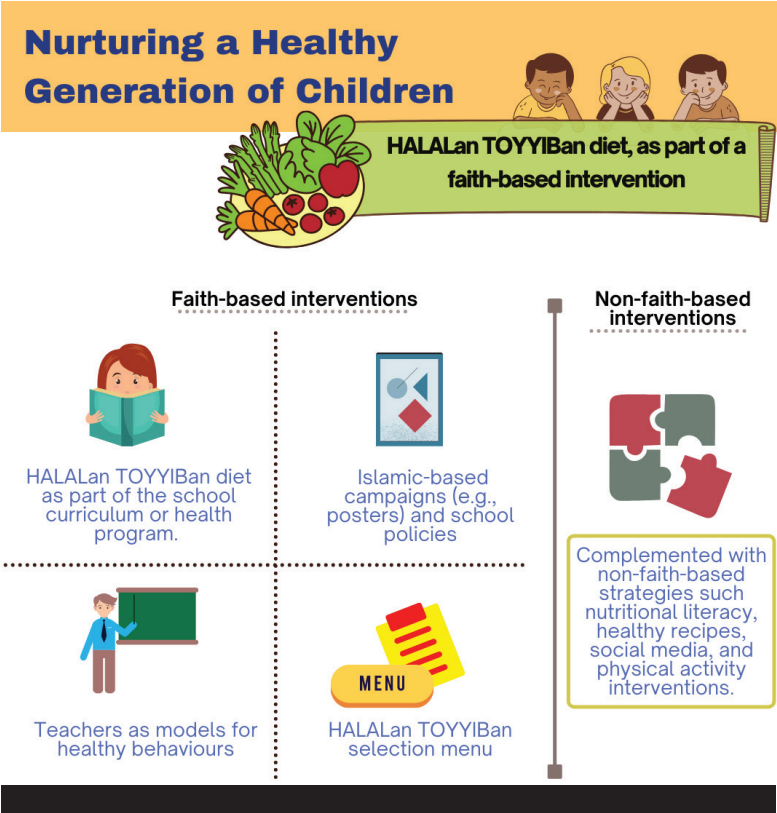 Nurturing a Healthy
Generation of Children
HALALan TOYYIBan diet, as part of a
faith-based intervention
Faith-based interventions
HALALan TOYYIBan diet
as part of the school
curriculum or health
program.
Islamic-based
campaigns (e.g.,
posters) and school
policies
Teachers as models for
healthy behaviours
MENU
HALALan TOYYIBan
selection menu
Non-faith-based
interventions
Complemented with
non-faith-based
strategies such
nutritional literacy,
healthy recipes,
social media, and
physical activity
interventions.